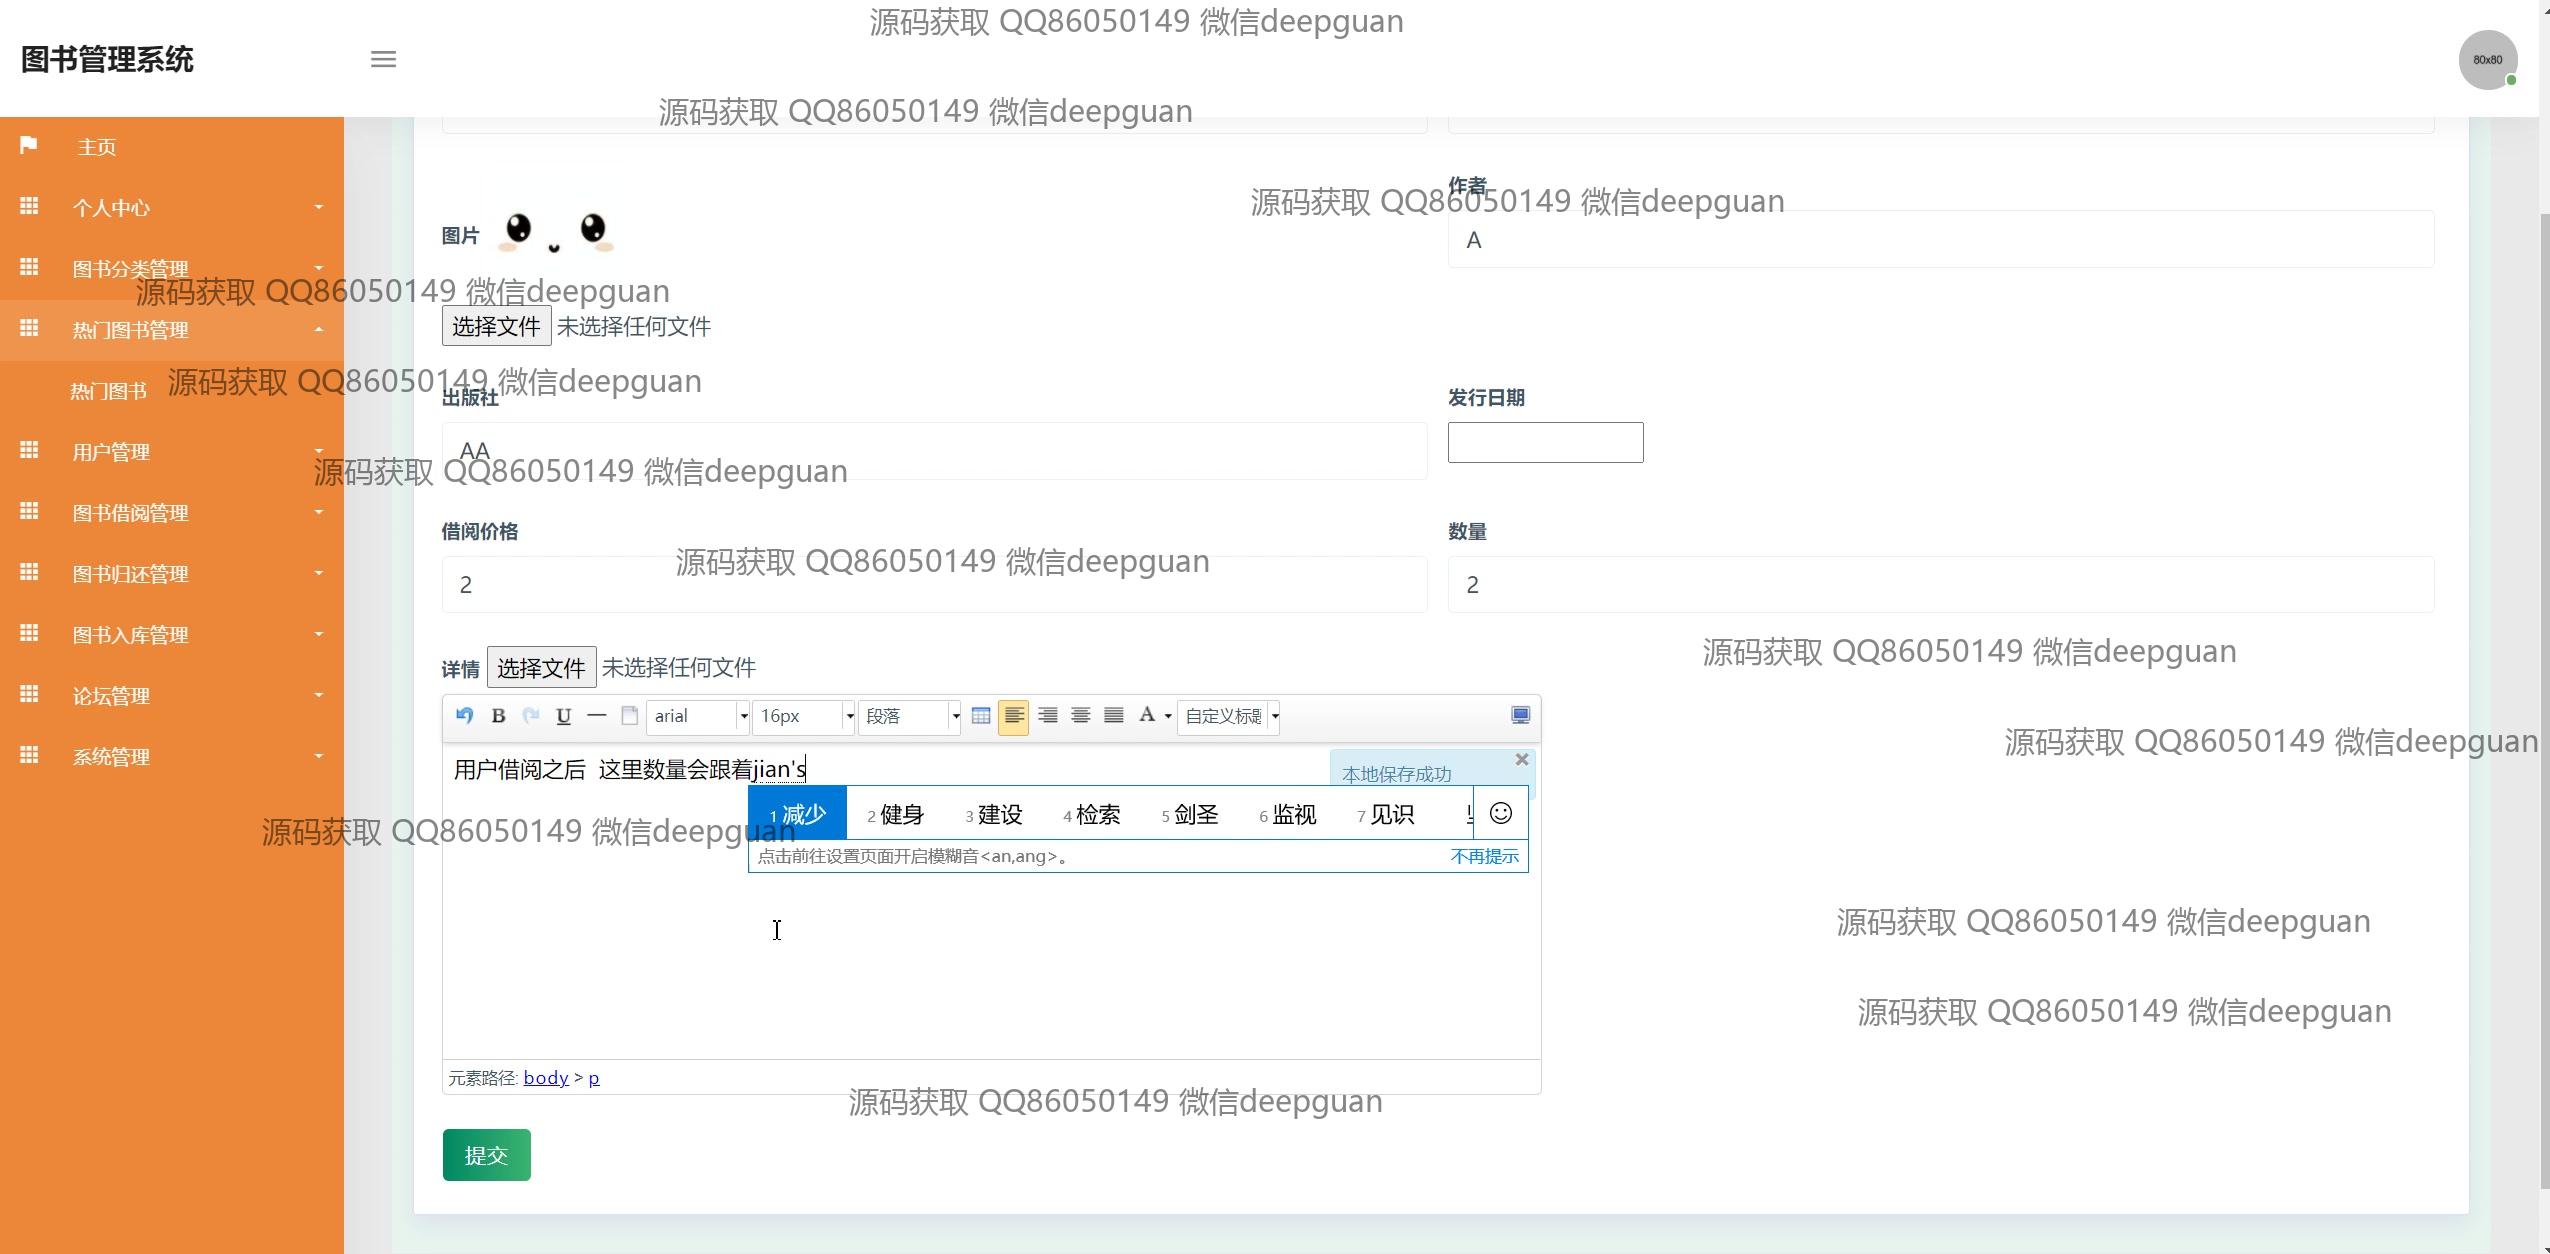 源码获取 QQ86050149 微信deepguan
图书管理系统
80x80
源码获取 QQ86050149 微信deepguan
主页
作者
源码获取 QQ86050149 微信deepguan
个人中心
图片
A
图书分类管理
源码获取 QQ86050149 微信deepguan
热门图书管理
选择文件 未选择任何文件
热门图书
源码获取 QQ86050149 微信deepguan
出版社
发行日期
用户管理
AA
源码获取 QQ86050149 微信deepguan
图书借阅管理
借阅价格
数量
源码获取 QQ86050149 微信deepguan
图书归还管理
2
2
图书入库管理
源码获取 QQ86050149 微信deepguan
详情 选择文件 未选择任何文件
论坛管理
B U arial 16px 段落 A 自定义标题
源码获取 QQ86050149 微信deepguan
系统管理
用户借阅之后 这里数量会跟着jian's
本地保存成功
1 减少 2 健身 3 建设 4 检索 5 剑圣 6 监视 7 见识
源码获取 QQ86050149 微信deepguan
点击前往设置页面开启模糊音<an,ang>。 不再提示
源码获取 QQ86050149 微信deepguan
源码获取 QQ86050149 微信deepguan
元素路径: body > p
源码获取 QQ86050149 微信deepguan
提交